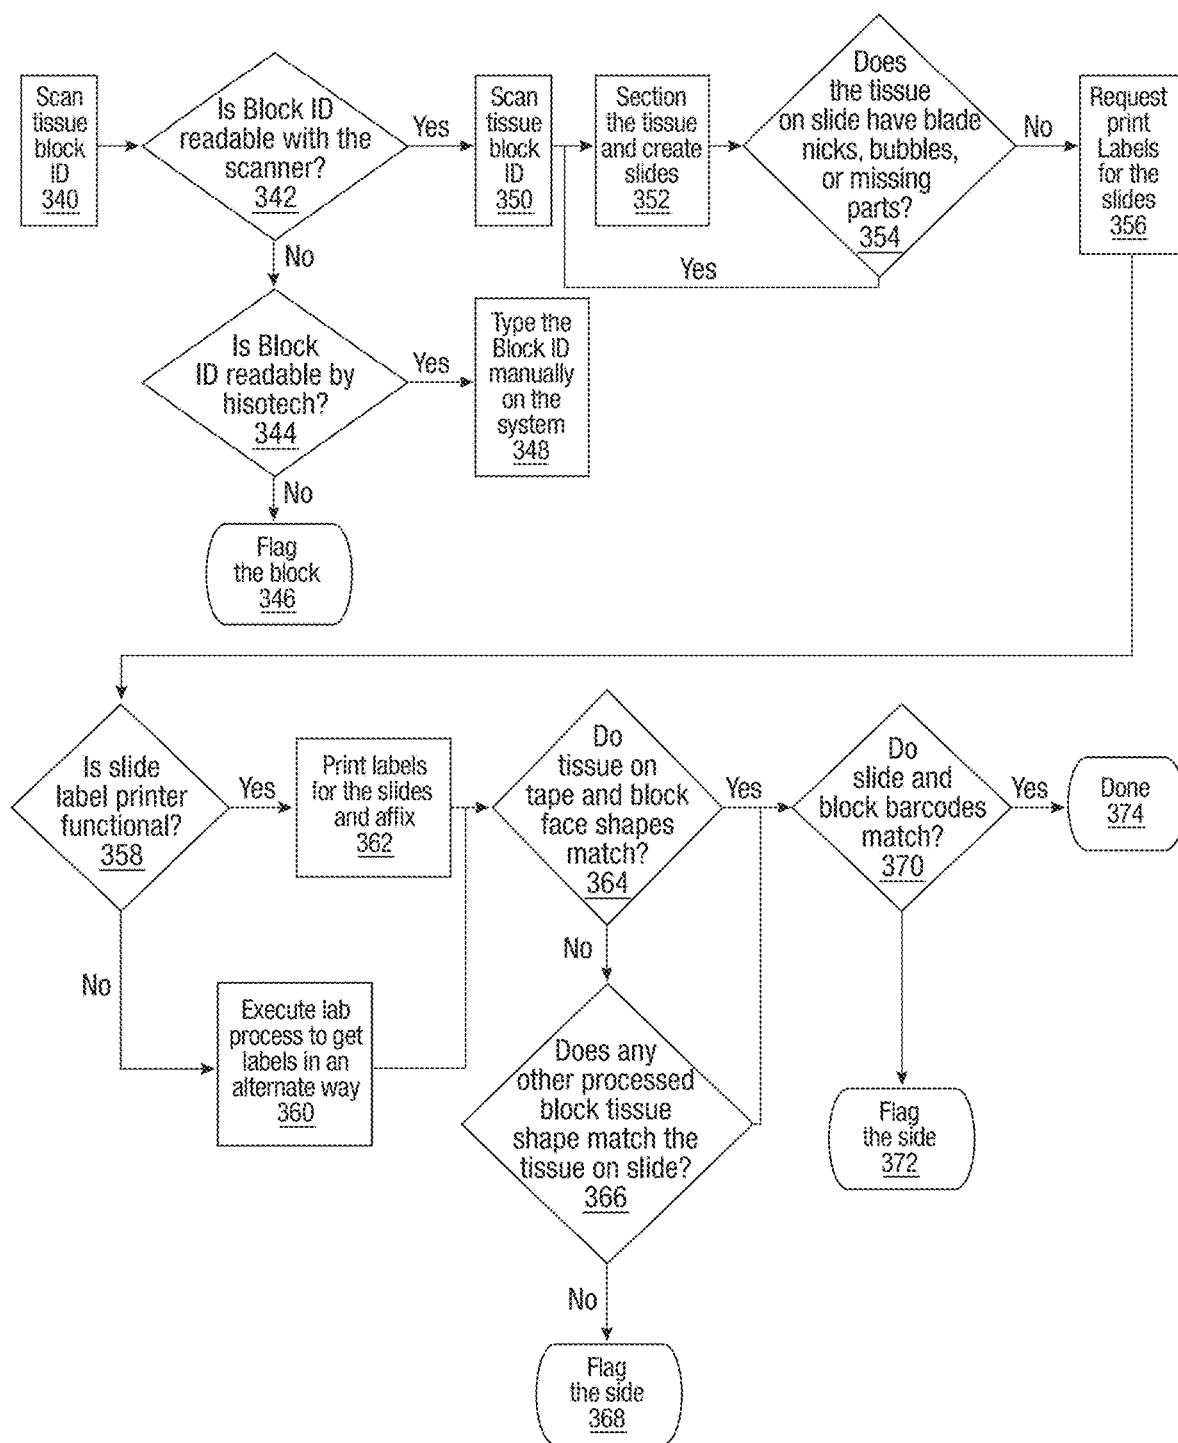 Scan
tissue
block
ID
340
Is Block ID
readable with the
scanner?
342
Yes
No
Scan
tissue
block
ID
350
Section
the tissue
and create
slides
352
Does
the tissue
on slide have blade
nicks, bubbles,
or missing
parts?
354
No
Yes
Request
print
Labels
for the
slides
356
Is Block
ID readable by
hisotech?
344
Yes
No
Type the
Block ID
manually
on the
system
348
Flag
the block
346
Is slide
label printer
functional?
358
Yes
No
Print labels
for the slides
and affix
362
Execute lab
process to get
labels in an
alternate way
360
Do
tissue on
tape and block
face shapes
match?
364
Yes
No
Does any
other processed
block tissue
shape match the
tissue on slide?
366
No
Flag
the side
368
Do
slide and
block barcodes
match?
370
Yes
Done
374
Flag
the side
372